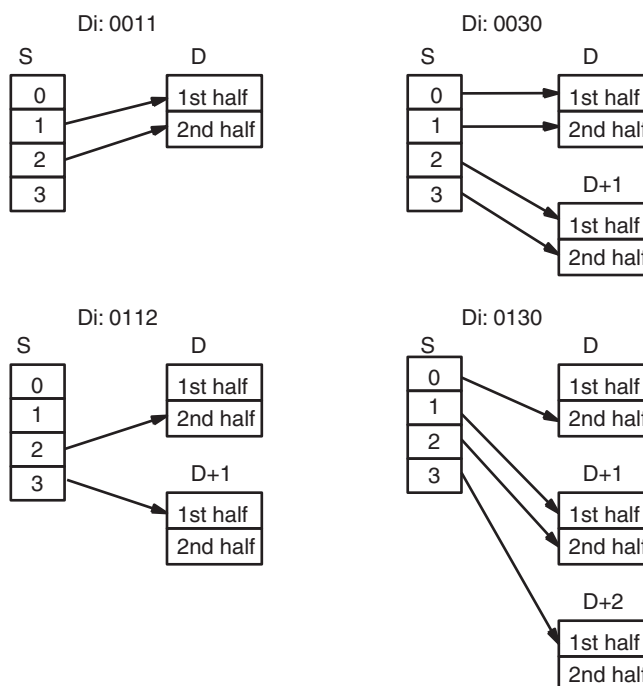 Di: 0011
S
D
0
1
2
3
1st half
2nd half
Di: 0030
S
D
0
1
2
3
1st half
2nd half
D+1
1st half
2nd half
Di: 0112
S
D
0
1
2
3
1st half
2nd half
D+1
1st half
2nd half
Di: 0130
S
D
0
1
2
3
1st half
2nd half
D+1
1st half
2nd half
D+2
1st half
2nd half